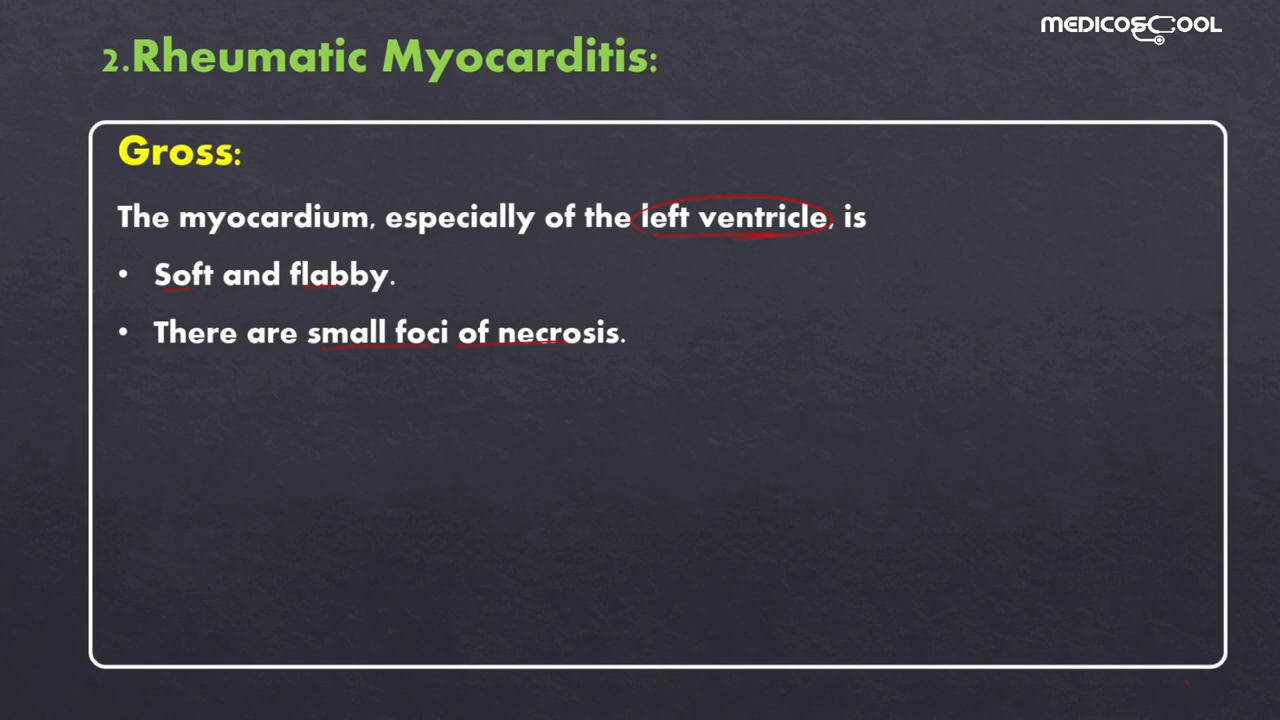 MEDICOSCOOL
2.Rheumatic Myocarditis:
Gross:
The myocardium, especially of the left ventricle, is
• Soft and flabby.
• There are small foci of necrosis.